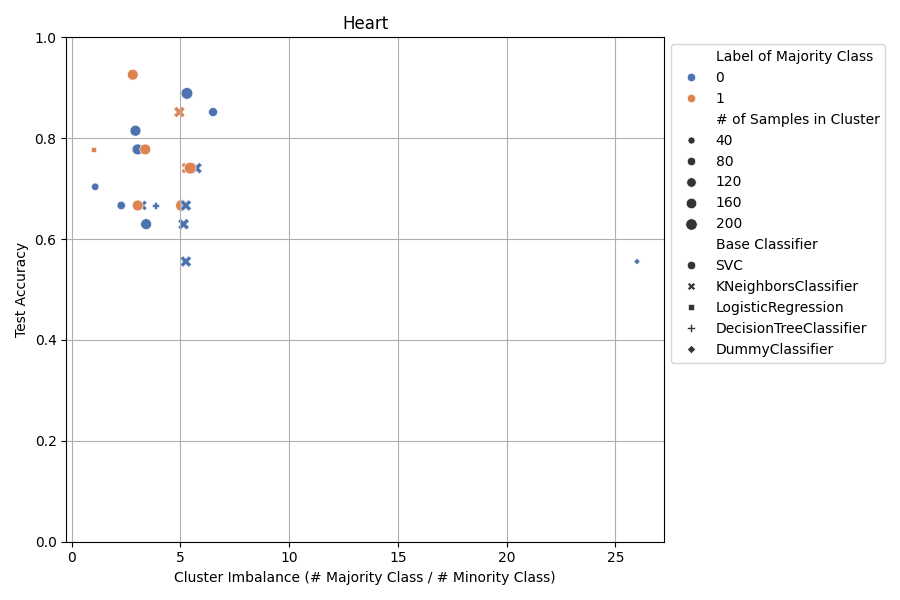 Heart
1.0
0.8
0.6
0.4
0.2
0.0
Test Accuracy
0
5
10
15
20
25
Cluster Imbalance (# Majority Class / # Minority Class)
Label of Majority Class
0
1
# of Samples in Cluster
40
80
120
160
200
Base Classifier
SVC
KNeighborsClassifier
LogisticRegression
DecisionTreeClassifier
DummyClassifier